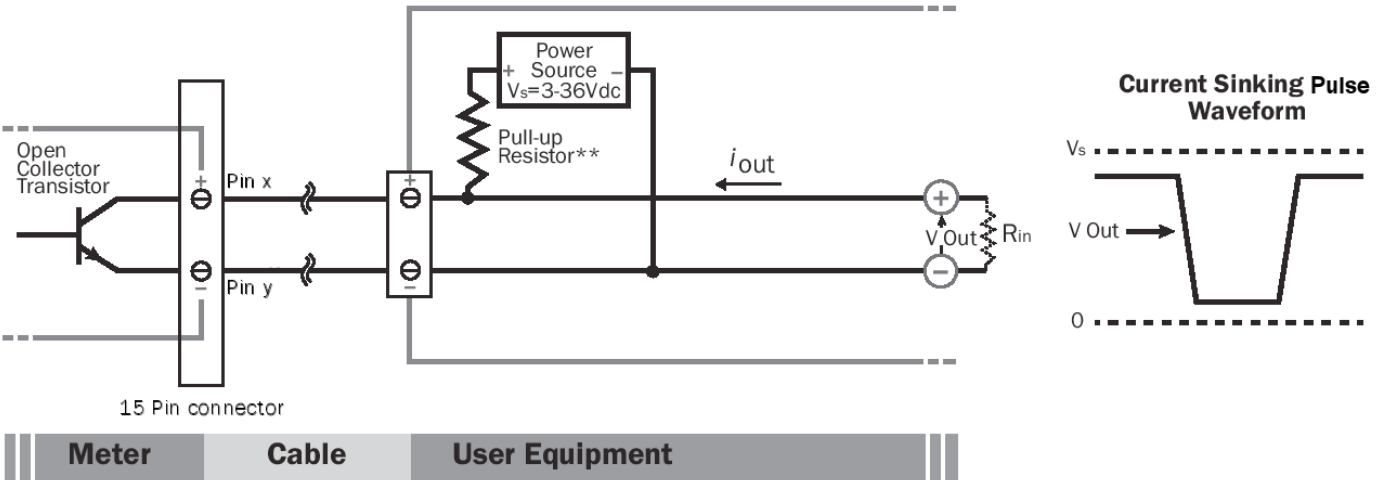 Power
+ Source −
Vs=3-36Vdc
Pull-up
Resistor**
Open
Collector
Transistor
+
Pin x
+
iout
+
V Out
Rin
−
−
Pin y
−
15 Pin connector
Meter
Cable
User Equipment
Current Sinking Pulse
Waveform
Vs
V Out
0